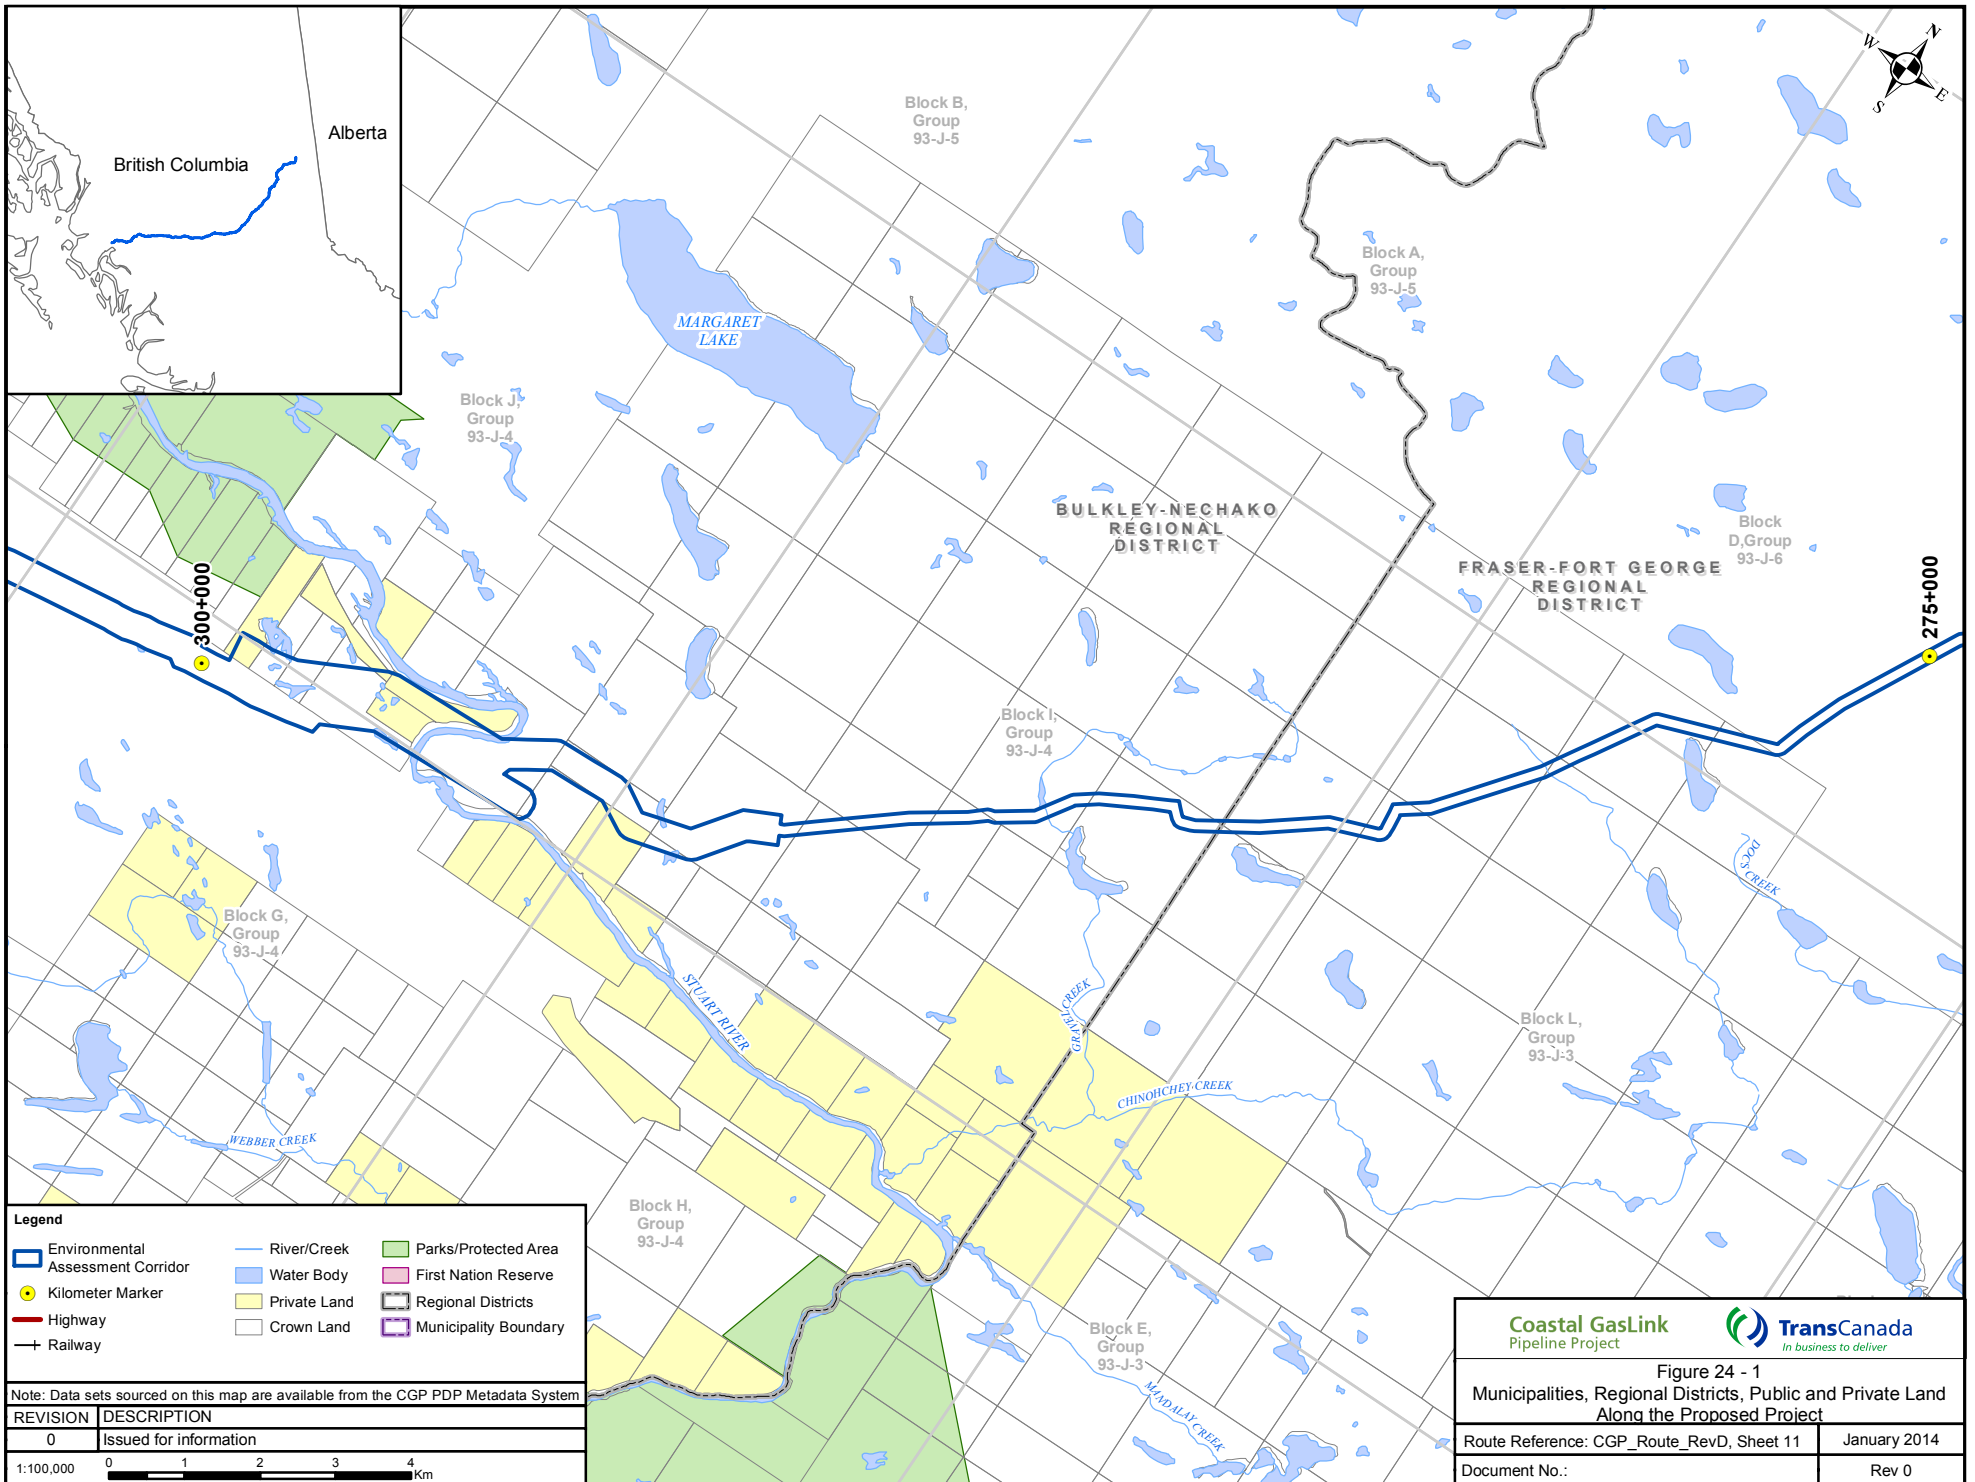 British Columbia
Alberta
Block B,
Group
93-J-5
N
W
E
S
Block A,
Group
93-J-5
MARGARET
LAKE
Block J,
Group
93-J-4
BULKLEY-NECHAKO
REGIONAL
DISTRICT
FRASER-FORT GEORGE
REGIONAL
DISTRICT
Block
D,Group
93-J-6
300+000
275+000
Block I,
Group
93-J-4
DOCS CREEK
Block G,
Group
93-J-4
STUART RIVER
GRAVEL CREEK
Block L,
Group
93-J-3
CHINOHCHEY CREEK
WEBBER CREEK
Block H,
Group
93-J-4
Block E,
Group
93-J-3
MANDALAY CREEK
Legend
Environmental
Assessment Corridor
Kilometer Marker
Highway
Railway
River/Creek
Water Body
Private Land
Crown Land
Parks/Protected Area
First Nation Reserve
Regional Districts
Municipality Boundary
Note: Data sets sourced on this map are available from the CGP PDP Metadata System
REVISION DESCRIPTION
0 Issued for information
1:100,000
0 1 2 3 4
Km
Coastal GasLink
Pipeline Project
TransCanada
In business to deliver
Figure 24 - 1
Municipalities, Regional Districts, Public and Private Land
Along the Proposed Project
Route Reference: CGP_Route_RevD, Sheet 11
January 2014
Document No.:
Rev 0